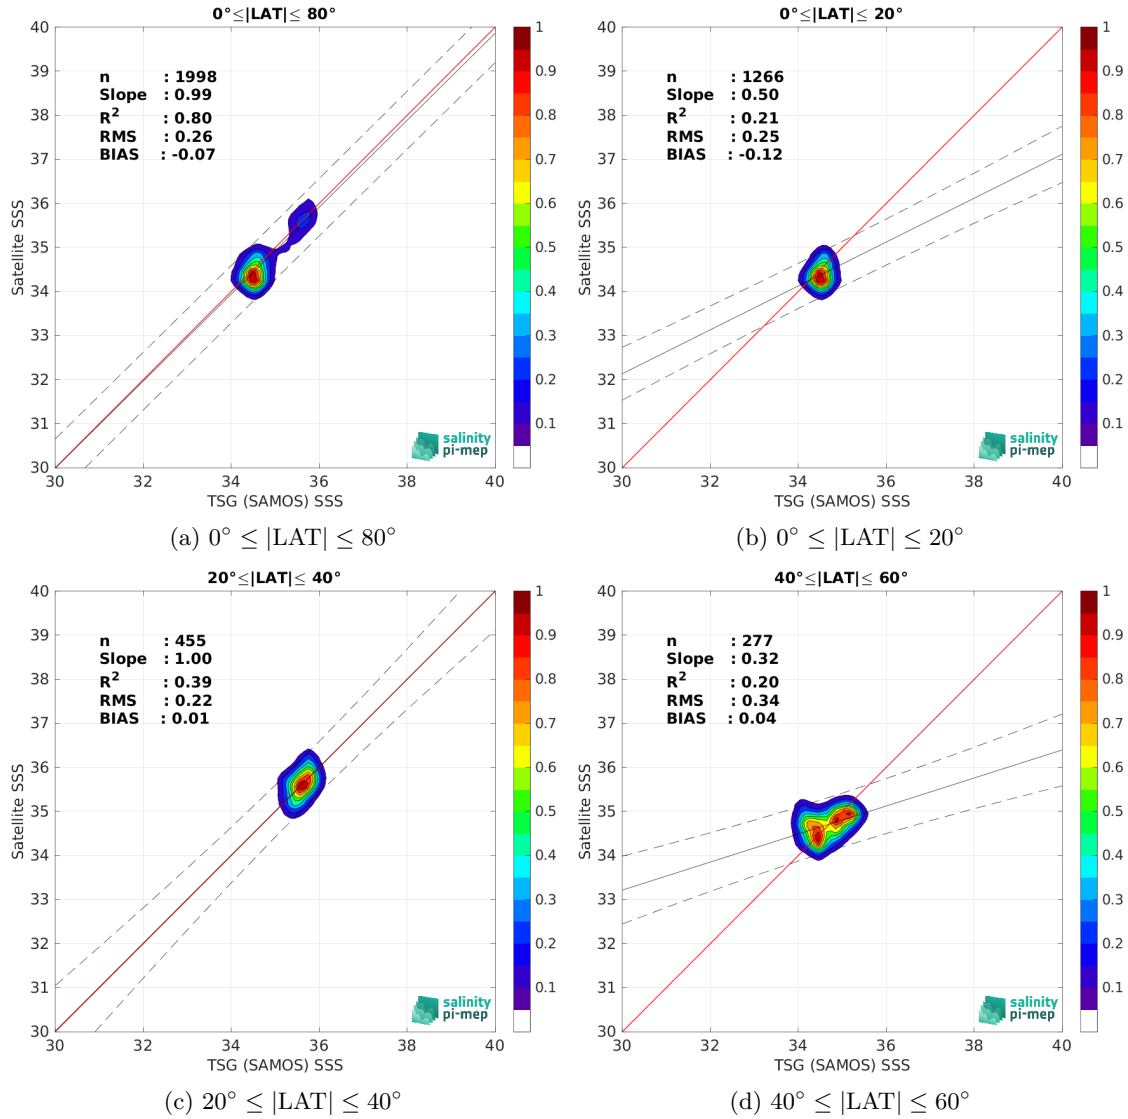 0°≤|LAT|≤ 80°
40
39
38
37
36
35
34
33
32
31
30
Satellite SSS
n : 1998
Slope : 0.99
R² : 0.80
RMS : 0.26
BIAS : -0.07
salinity
pi-mep
30 32 34 36 38 40
TSG (SAMOS) SSS
1
0.9
0.8
0.7
0.6
0.5
0.4
0.3
0.2
0.1
(a) 0° ≤ |LAT| ≤ 80°
0°≤|LAT|≤ 20°
40
39
38
37
36
35
34
33
32
31
30
Satellite SSS
n : 1266
Slope : 0.50
R² : 0.21
RMS : 0.25
BIAS : -0.12
salinity
pi-mep
30 32 34 36 38 40
TSG (SAMOS) SSS
1
0.9
0.8
0.7
0.6
0.5
0.4
0.3
0.2
0.1
(b) 0° ≤ |LAT| ≤ 20°
20°≤|LAT|≤ 40°
40
39
38
37
36
35
34
33
32
31
30
Satellite SSS
n : 455
Slope : 1.00
R² : 0.39
RMS : 0.22
BIAS : 0.01
salinity
pi-mep
30 32 34 36 38 40
TSG (SAMOS) SSS
1
0.9
0.8
0.7
0.6
0.5
0.4
0.3
0.2
0.1
(c) 20° ≤ |LAT| ≤ 40°
40°≤|LAT|≤ 60°
40
39
38
37
36
35
34
33
32
31
30
Satellite SSS
n : 277
Slope : 0.32
R² : 0.20
RMS : 0.34
BIAS : 0.04
salinity
pi-mep
30 32 34 36 38 40
TSG (SAMOS) SSS
1
0.9
0.8
0.7
0.6
0.5
0.4
0.3
0.2
0.1
(d) 40° ≤ |LAT| ≤ 60°